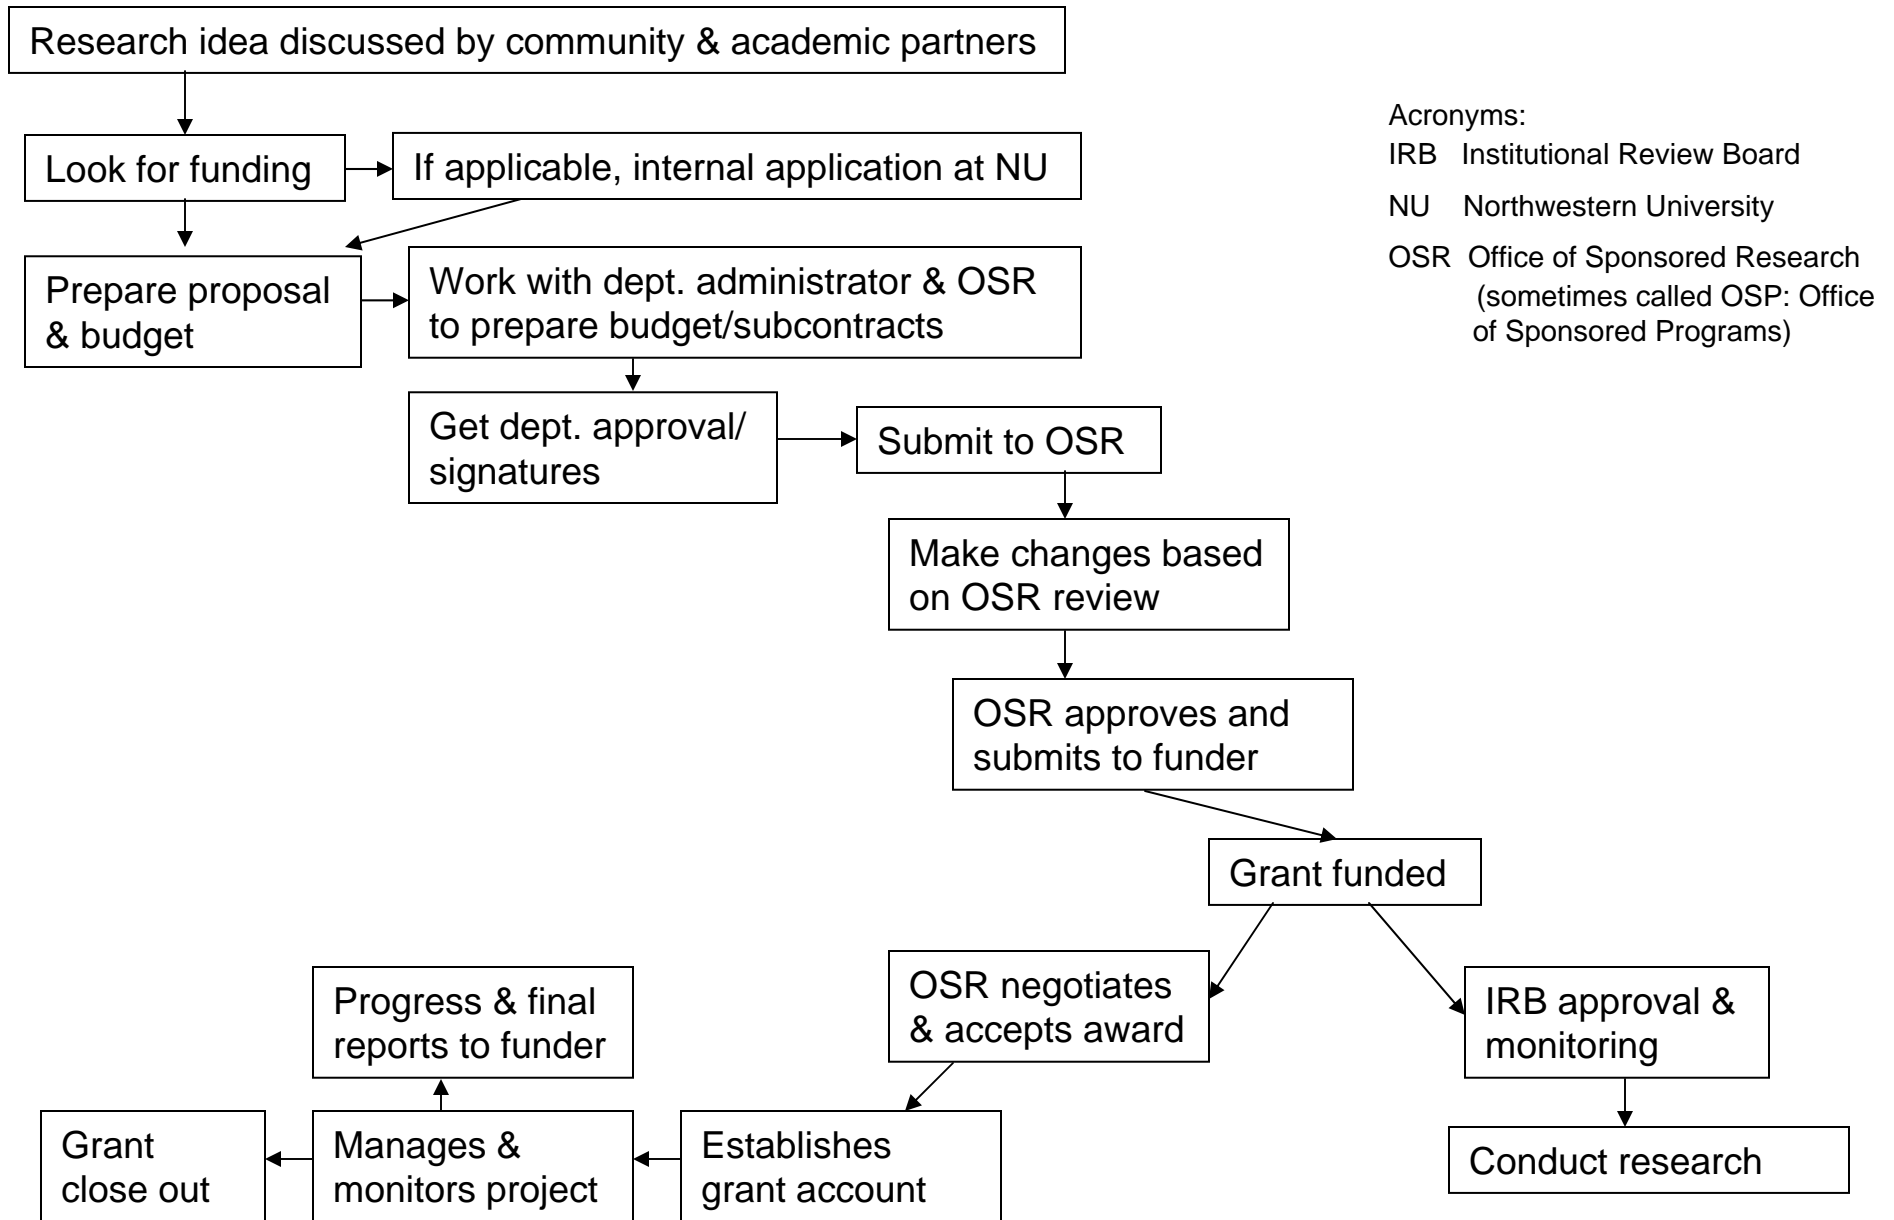 Research idea discussed by community & academic partners
Look for funding
If applicable, internal application at NU
Prepare proposal
& budget
Work with dept. administrator & OSR
to prepare budget/subcontracts
Get dept. approval/
signatures
Submit to OSR
Make changes based
on OSR review
OSR approves and
submits to funder
Grant funded
OSR negotiates
& accepts award
IRB approval &
monitoring
Conduct research
Establishes
grant account
Manages &
monitors project
Progress & final
reports to funder
Grant
close out
Acronyms:
IRB Institutional Review Board
NU Northwestern University
OSR Office of Sponsored Research
(sometimes called OSP: Office
of Sponsored Programs)